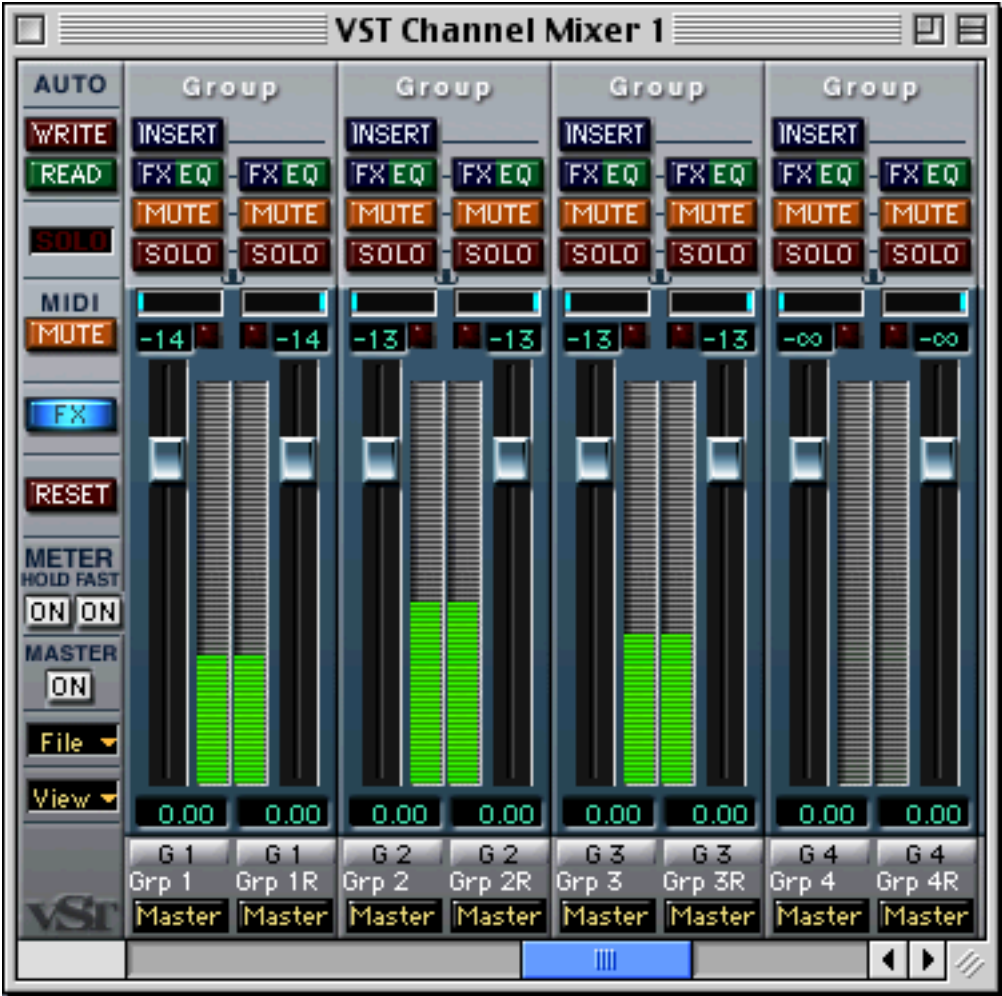 VST Channel Mixer 1
AUTO Group Group Group Group
WRITE INSERT INSERT INSERT INSERT
READ FX EQ FX EQ FX EQ FX EQ FX EQ FX EQ FX EQ FX EQ
MUTE MUTE MUTE MUTE MUTE MUTE MUTE MUTE
SOLO SOLO SOLO SOLO SOLO SOLO SOLO SOLO SOLO
MIDI
MUTE -14 -14 -13 -13 -13 -13 -∞ -∞
FX
RESET
METER
HOLD FAST
ON ON
MASTER
ON
File
View 0.00 0.00 0.00 0.00 0.00 0.00 0.00 0.00
G 1 G 1 G 2 G 2 G 3 G 3 G 4 G 4
Grp 1 Grp 1R Grp 2 Grp 2R Grp 3 Grp 3R Grp 4 Grp 4R
VST Master Master Master Master Master Master Master Master